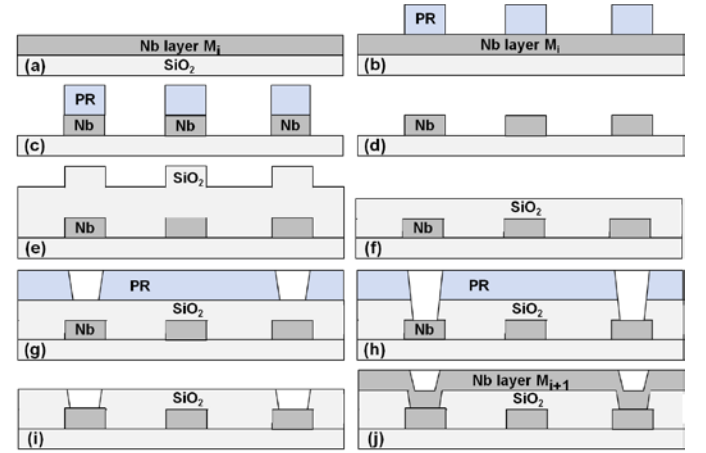 Nb layer Mi
(a) SiO2
PR
Nb layer Mi
(b)
PR
Nb Nb Nb
(c)
Nb
(d)
SiO2
Nb
(e)
SiO2
Nb
(f)
PR
SiO2
Nb
(g)
PR
SiO2
Nb
(h)
SiO2
(i)
Nb layer Mi+1
SiO2
(j)